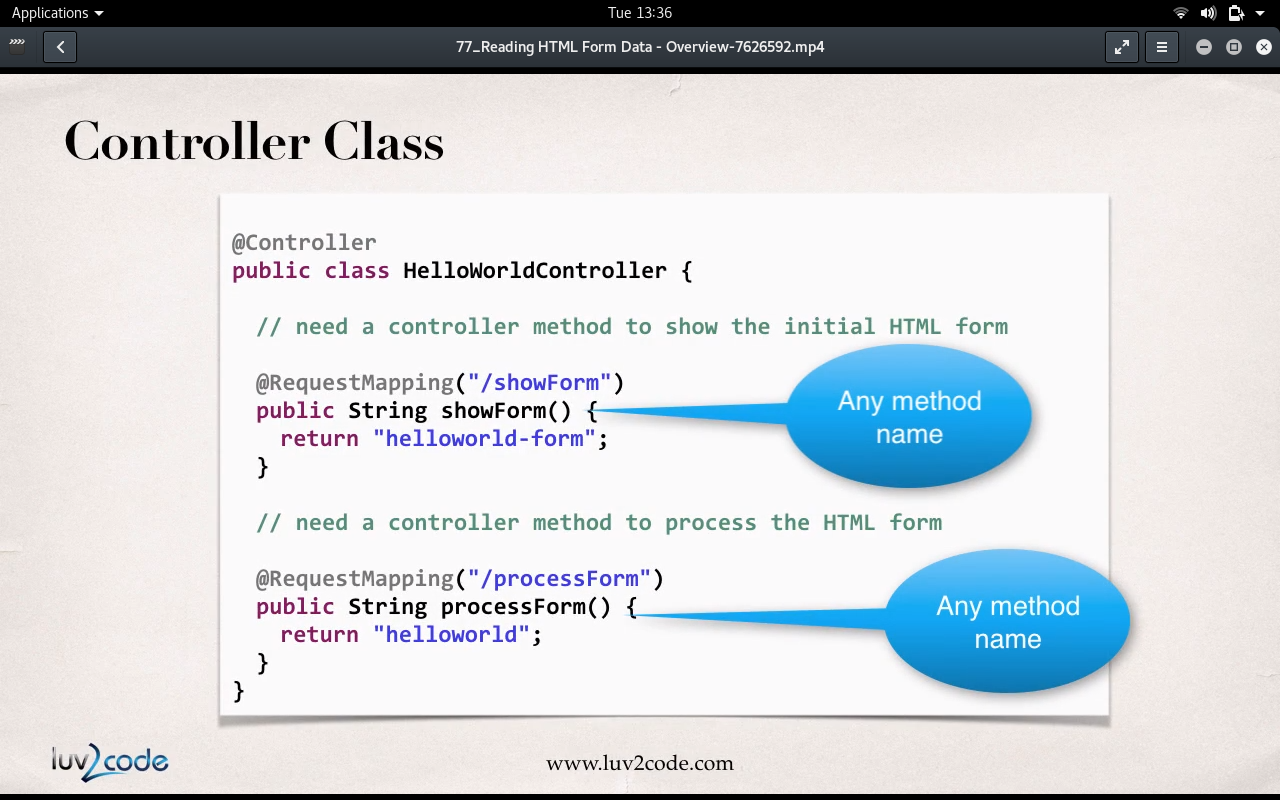 Applications
Tue 13:36
77_Reading HTML Form Data - Overview-7626592.mp4
Controller Class
@Controller
public class HelloWorldController {
// need a controller method to show the initial HTML form
@RequestMapping("/showForm")
public String showForm() {
return "helloworld-form";
}
Any method
name
// need a controller method to process the HTML form
@RequestMapping("/processForm")
public String processForm() {
return "helloworld";
}
}
Any method
name
luv2code
www.luv2code.com